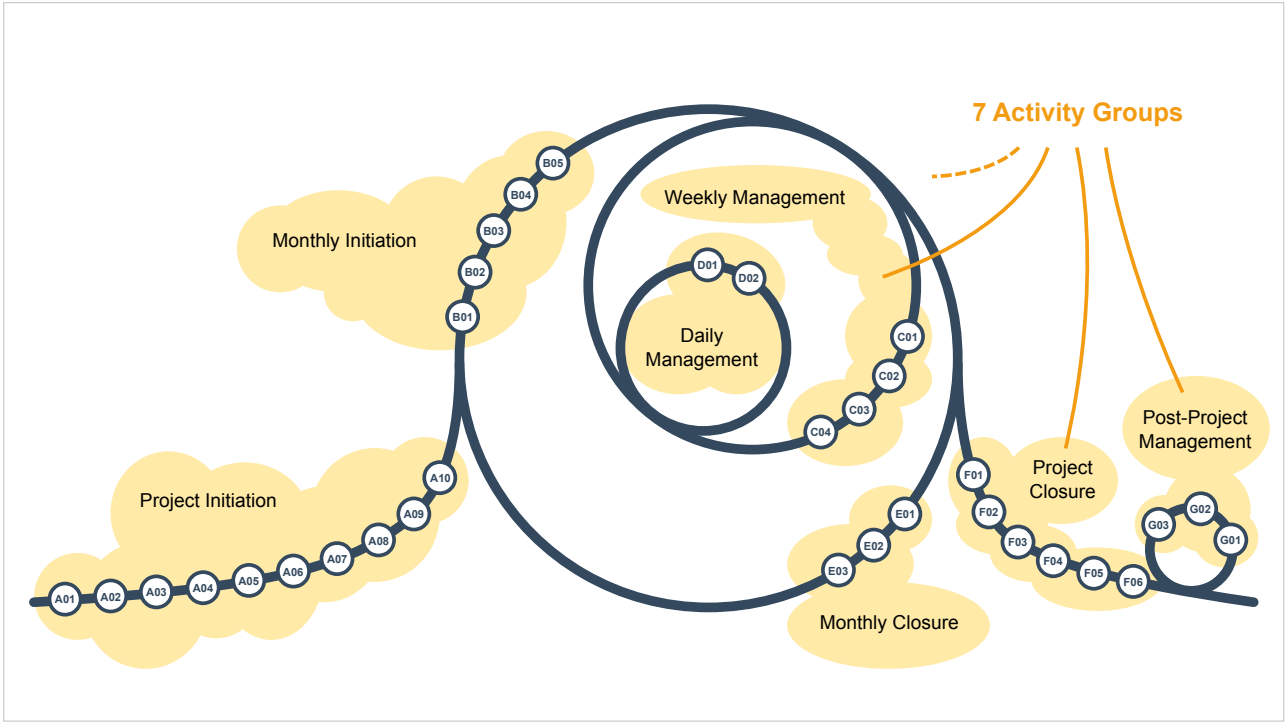 7 Activity Groups
Monthly Initiation
B01
B02
B03
B04
B05
Weekly Management
C01
C02
C03
C04
D01
D02
Daily
Management
Project Initiation
A01
A02
A03
A04
A05
A06
A07
A08
A09
A10
E01
E02
E03
Monthly Closure
Project
Closure
F01
F02
F03
F04
F05
F06
Post-Project
Management
G03
G02
G01